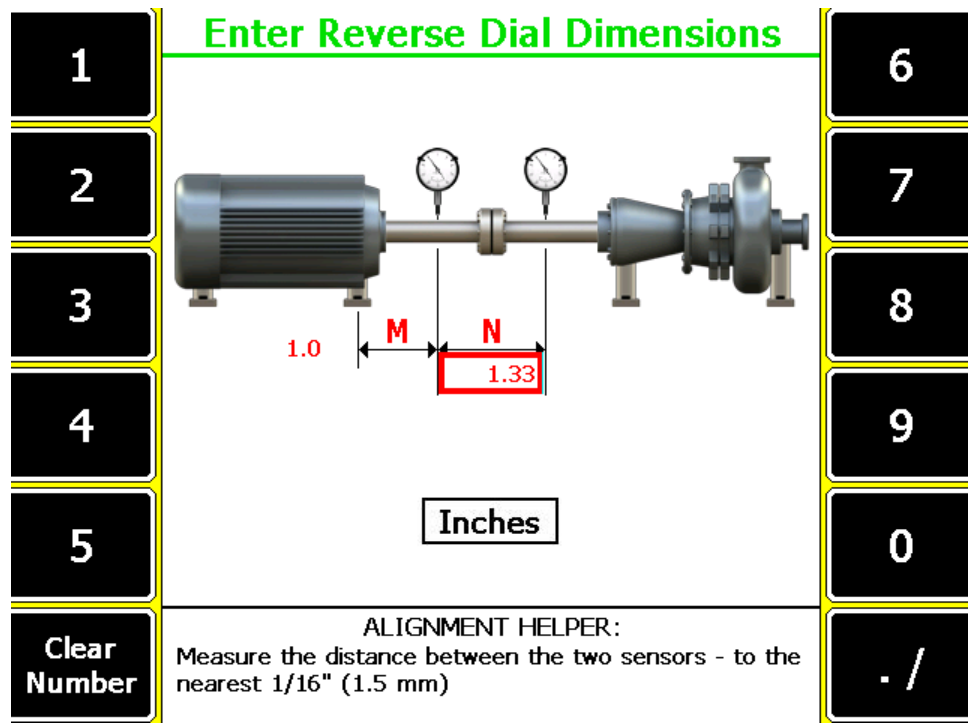 Enter Reverse Dial Dimensions
1
2
3
4
5
Clear
Number
M
N
1.0
1.33
Inches
ALIGNMENT HELPER:
Measure the distance between the two sensors - to the
nearest 1/16" (1.5 mm)
6
7
8
9
0
. /